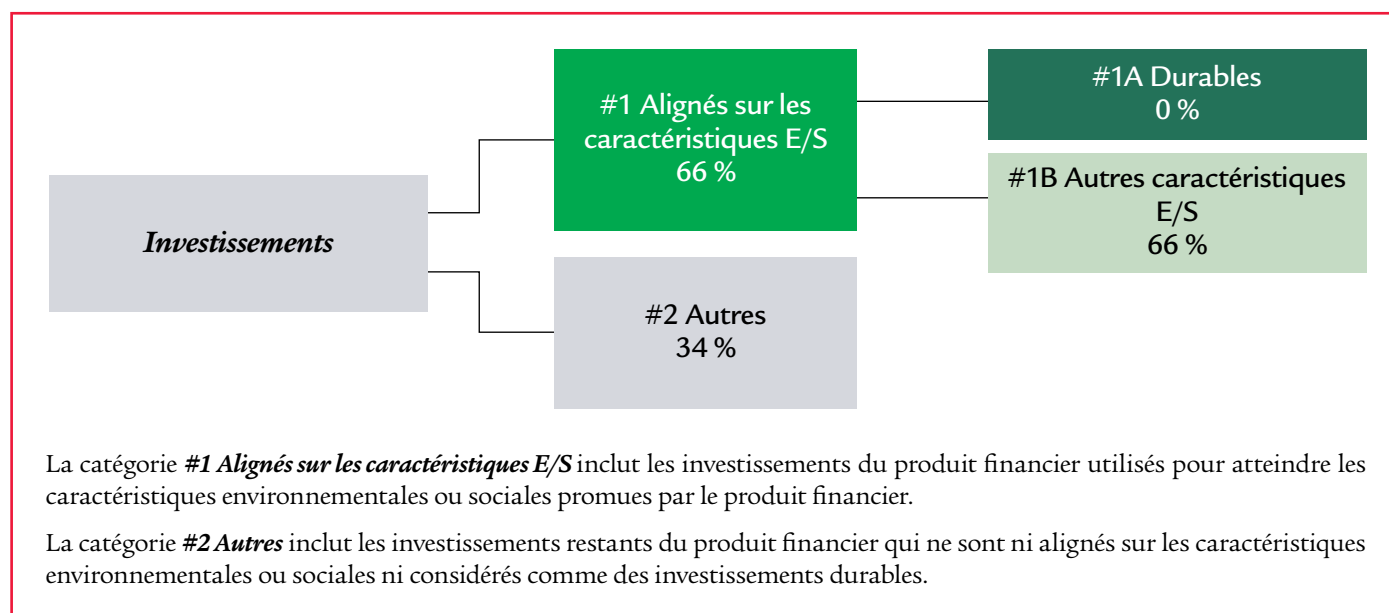 #1 Alignés sur les
caractéristiques E/S
66 %
#1A Durables
0 %
#1B Autres caractéristiques
E/S
66 %
Investissements
#2 Autres
34 %
La catégorie #1 Alignés sur les caractéristiques E/S inclut les investissements du produit financier utilisés pour atteindre les
caractéristiques environnementales ou sociales promues par le produit financier.
La catégorie #2 Autres inclut les investissements restants du produit financier qui ne sont ni alignés sur les caractéristiques
environnementales ou sociales ni considérés comme des investissements durables.